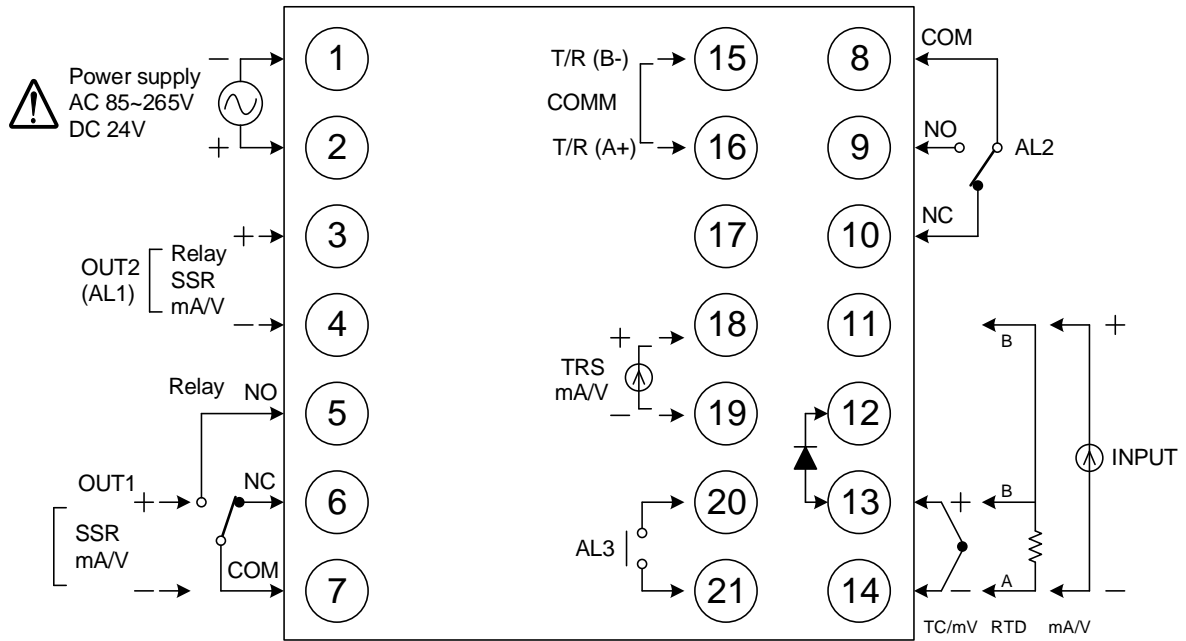 Power supply
AC 85~265V
DC 24V
− 1
+ 2
OUT2
(AL1)
Relay
SSR
mA/V
+ 3
− 4
Relay NO 5
OUT1 + NC 6
SSR
mA/V
− COM 7
T/R (B-) 15
COMM
T/R (A+) 16
17
+ 18
TRS
mA/V
− 19
20
AL3
21
8 COM
9 NO AL2
10 NC
11 B +
12
INPUT
13 + B
14 − A −
TC/mV RTD mA/V